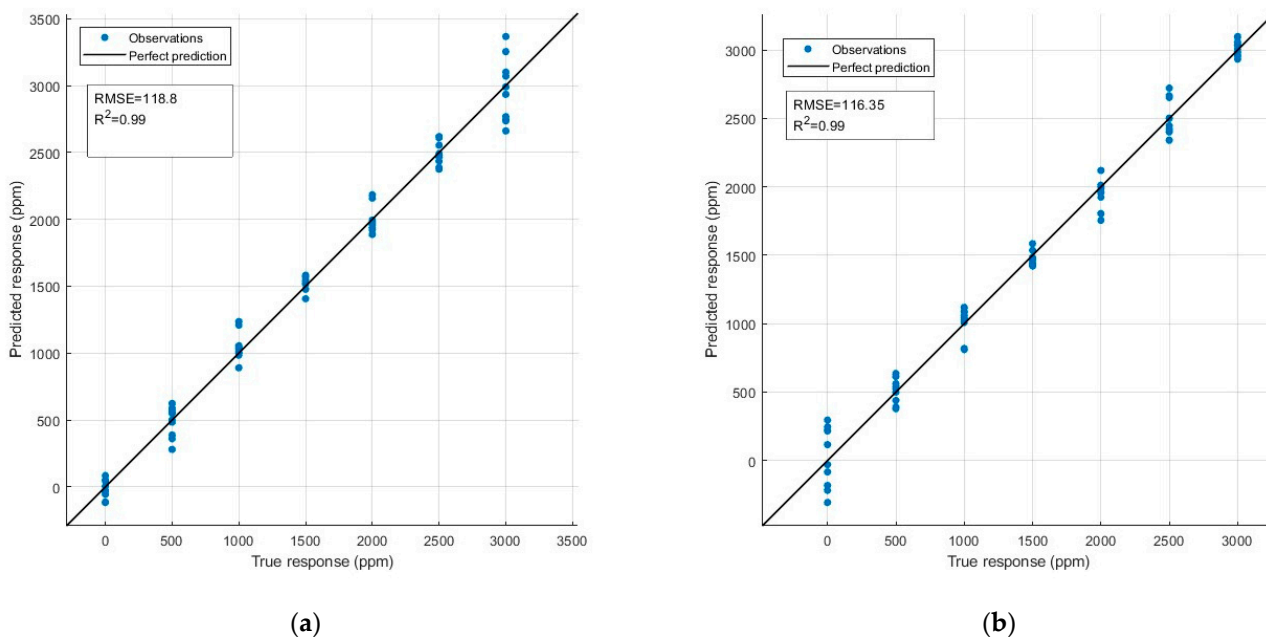 3500
3000
2500
2000
1500
1000
500
0
Predicted response (ppm)
Observations
Perfect prediction
RMSE=118.8
R²=0.99
0 500 1000 1500 2000 2500 3000 3500
True response (ppm)
(a)
3000
2500
2000
1500
1000
500
0
Predicted response (ppm)
Observations
Perfect prediction
RMSE=116.35
R²=0.99
0 500 1000 1500 2000 2500 3000
True response (ppm)
(b)